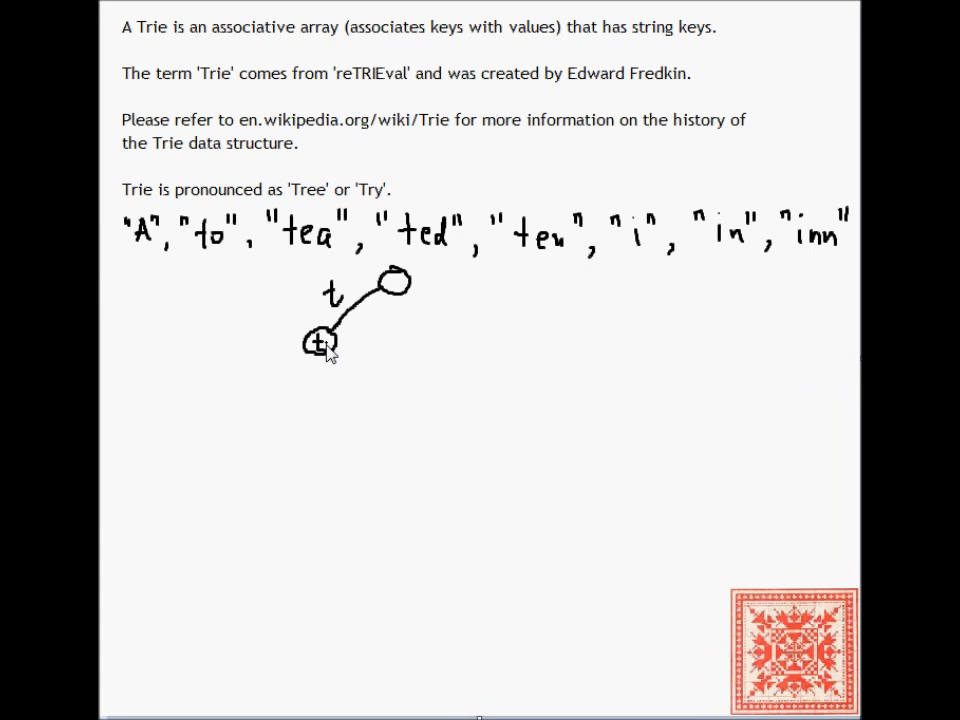 A Trie is an associative array (associates keys with values) that has string keys.
The term 'Trie' comes from 'reTRIEval' and was created by Edward Fredkin.
Please refer to en.wikipedia.org/wiki/Trie for more information on the history of
the Trie data structure.
Trie is pronounced as 'Tree' or 'Try'.
"A", "to", "tea", "ted", "ten", "i", "in", "inn"
t
t